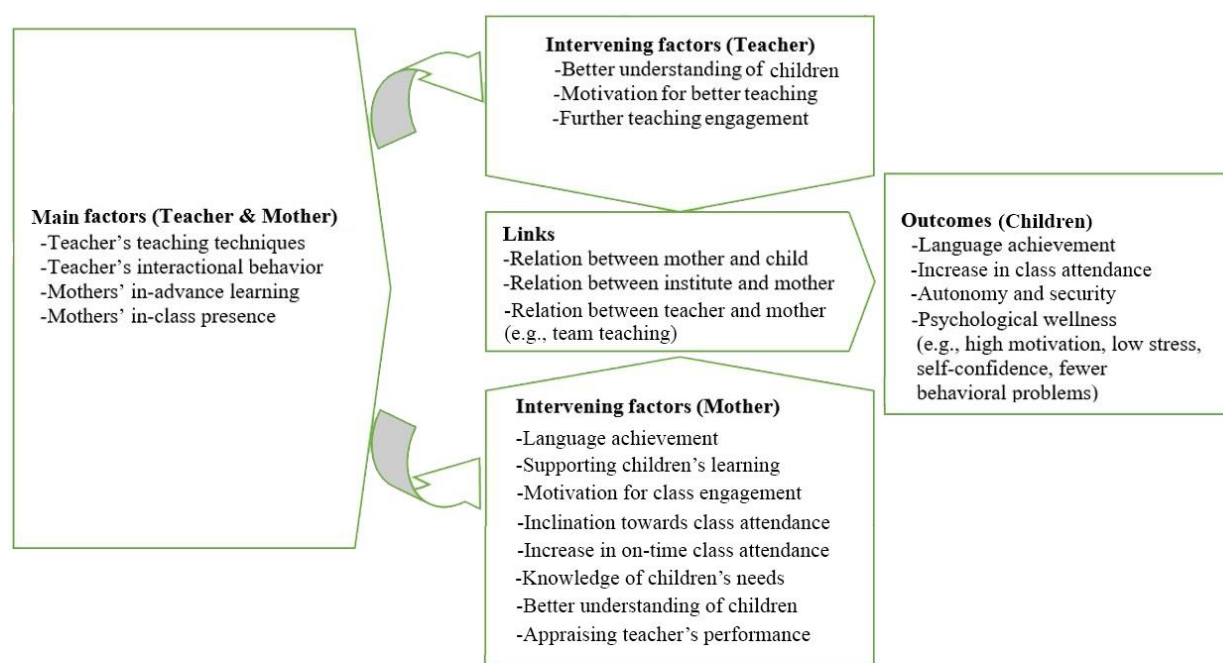 Main factors (Teacher & Mother)
-Teacher’s teaching techniques
-Teacher’s interactional behavior
-Mothers’ in-advance learning
-Mothers’ in-class presence
Intervening factors (Teacher)
-Better understanding of children
-Motivation for better teaching
-Further teaching engagement
Links
-Relation between mother and child
-Relation between institute and mother
-Relation between teacher and mother
(e.g., team teaching)
Intervening factors (Mother)
-Language achievement
-Supporting children’s learning
-Motivation for class engagement
-Inclination towards class attendance
-Increase in on-time class attendance
-Knowledge of children’s needs
-Better understanding of children
-Appraising teacher’s performance
Outcomes (Children)
-Language achievement
-Increase in class attendance
-Autonomy and security
-Psychological wellness
(e.g., high motivation, low stress,
self-confidence, fewer
behavioral problems)